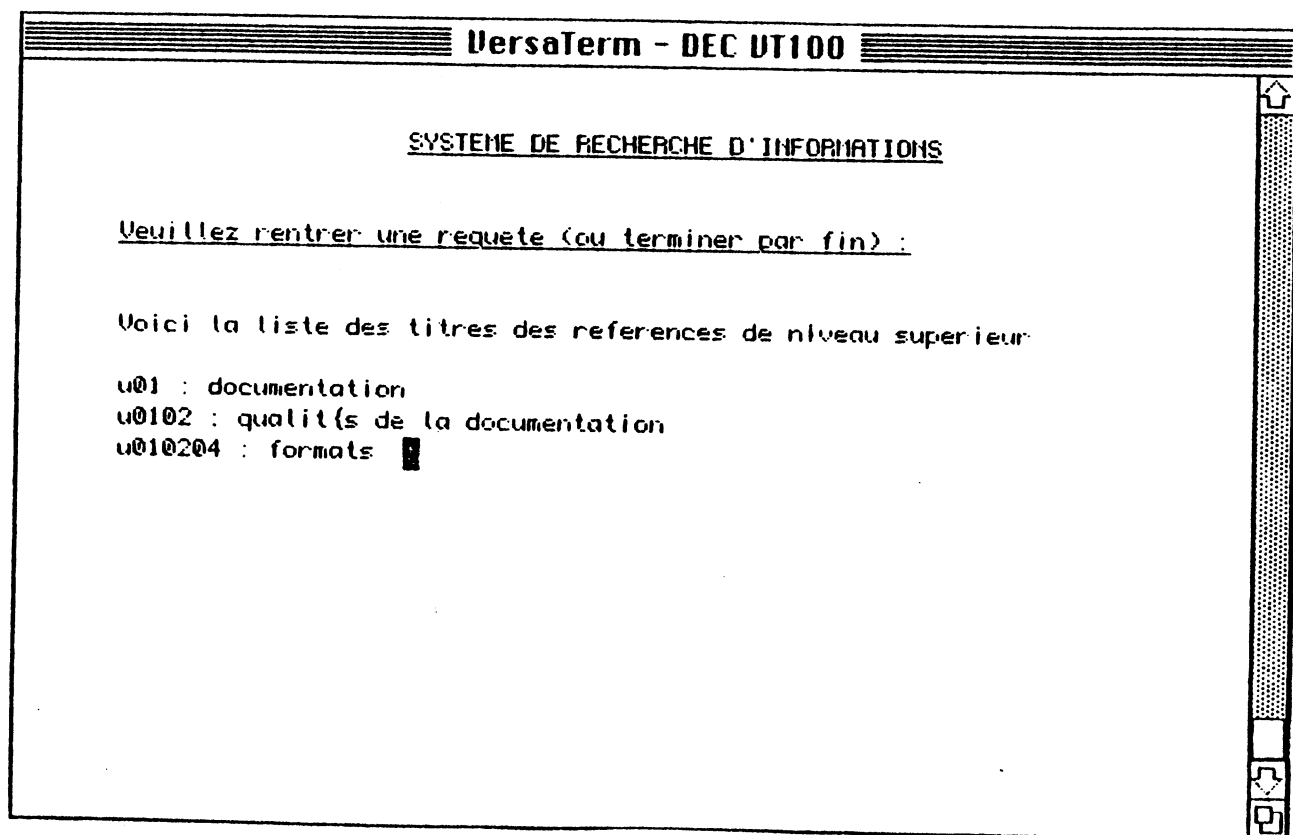 VersaTerm - DEC VT100
SYSTEME DE RECHERCHE D'INFORMATIONS
Veuillez rentrer une requete (ou terminer par fin) :
Voici la liste des titres des references de niveau superieur
u01 : documentation
u0102 : qualit{s de la documentation
u010204 : formats